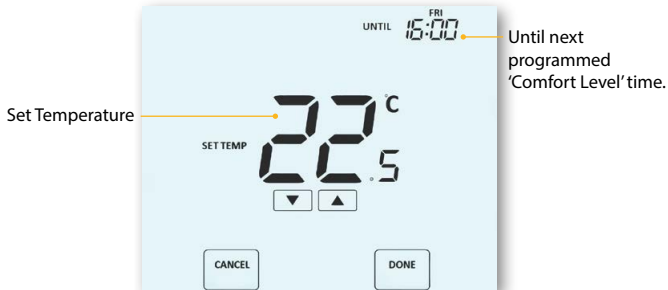 FRI
UNTIL 16:00
Until next
programmed
‘Comfort Level’ time.
Set Temperature
SET TEMP 22.5 °C
CANCEL DONE